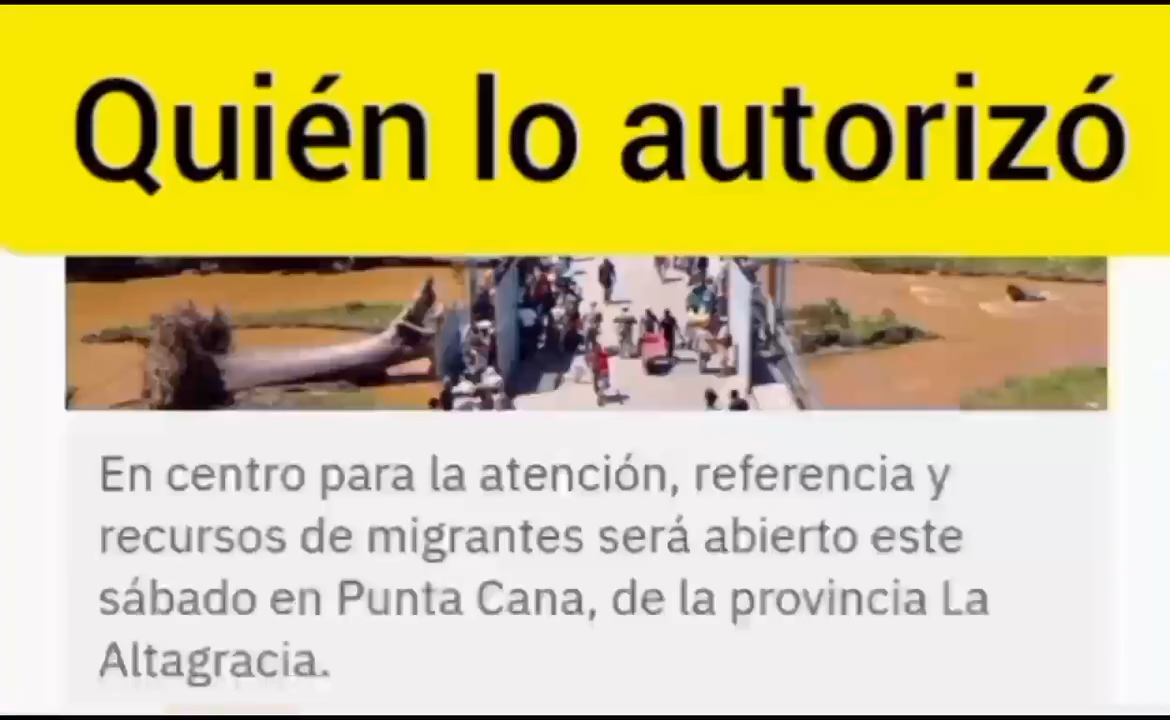 Quién lo autorizó
En centro para la atención, referencia y
recursos de migrantes será abierto este
sábado en Punta Cana, de la provincia La
Altagracia.